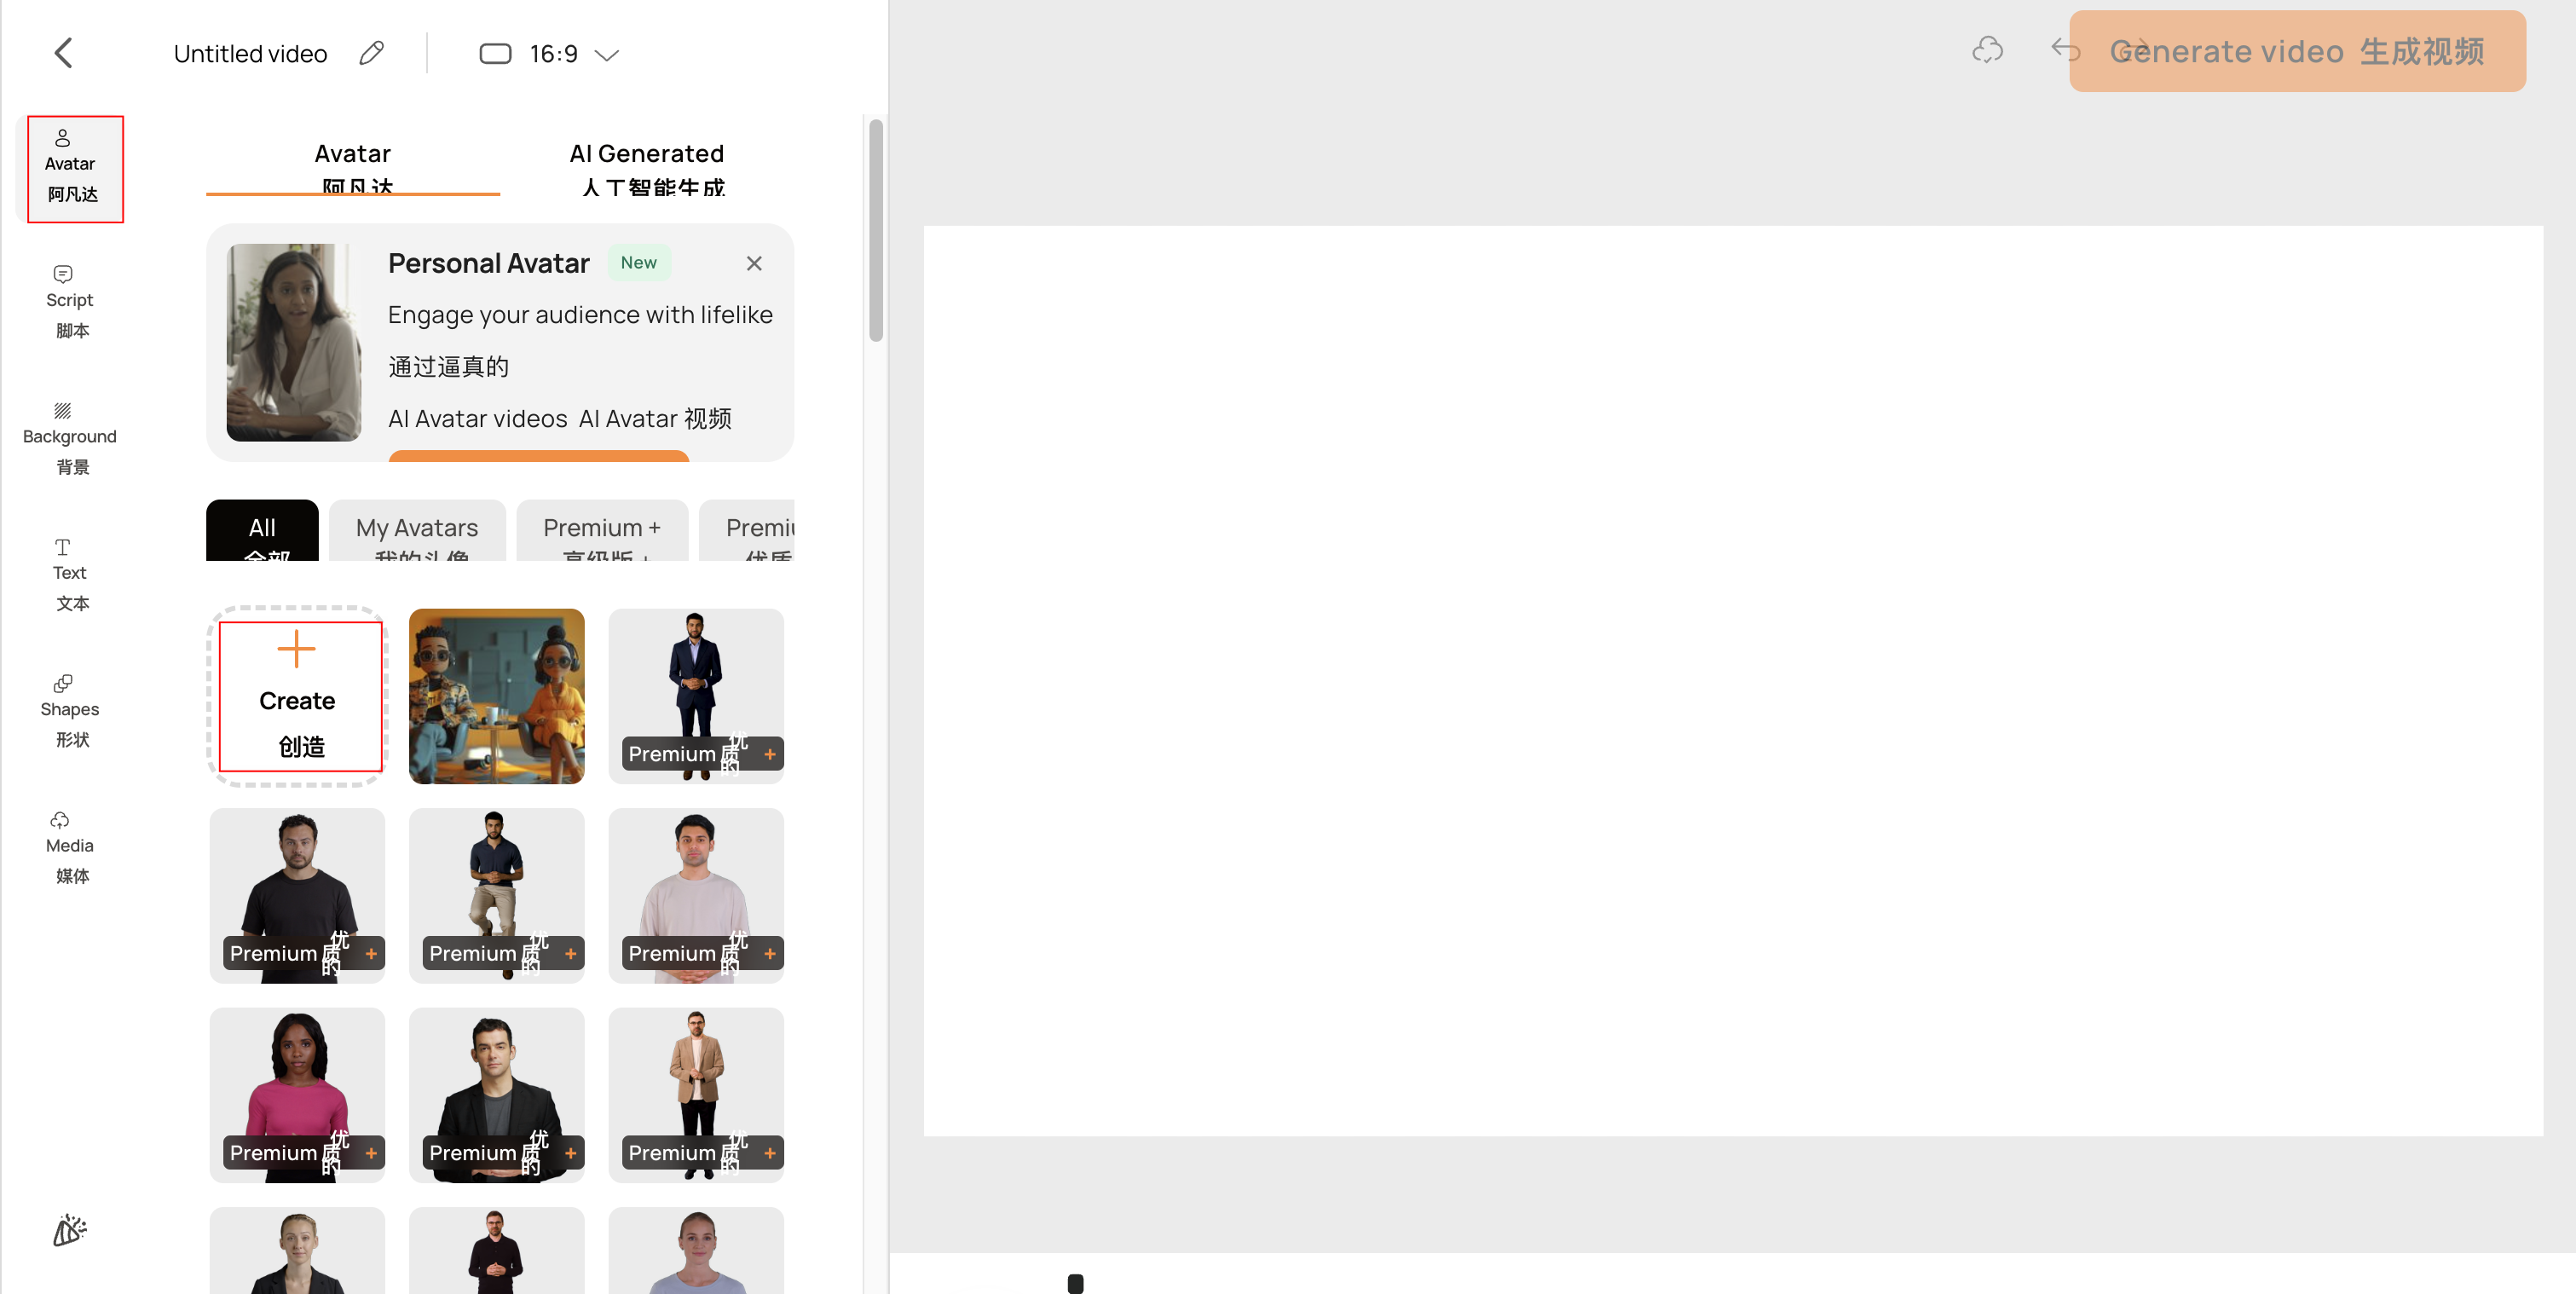 Untitled video
16:9
Generate video 生成视频
Avatar
阿凡达
Script
脚本
Background
背景
Text
文本
Shapes
形状
Media
媒体
Avatar
阿凡达
AI Generated
人工智能生成
Personal Avatar New
Engage your audience with lifelike
通过逼真的
AI Avatar videos AI Avatar 视频
All
全部
My Avatars
我的头像
Premium +
高级版 +
Premiu
优质
+
Create
创造
Premium 优质的 +
Premium 优质的 +
Premium 优质的 +
Premium 优质的 +
Premium 优质的 +
Premium 优质的 +
Premium 优质的 +